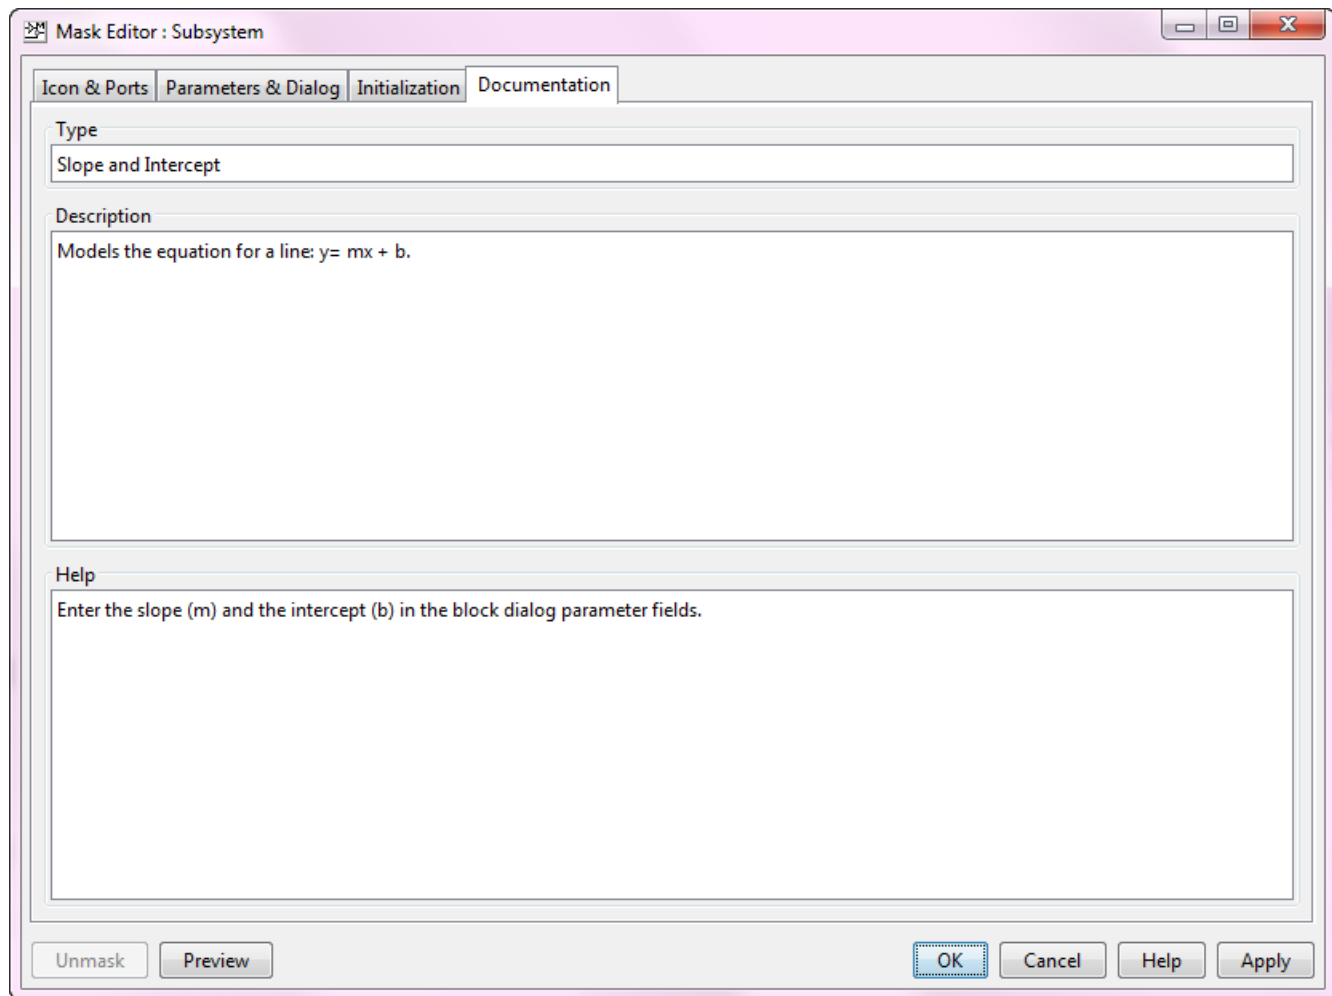 Mask Editor : Subsystem
Icon & Ports Parameters & Dialog Initialization Documentation
Type
Slope and Intercept
Description
Models the equation for a line: y= mx + b.
Help
Enter the slope (m) and the intercept (b) in the block dialog parameter fields.
Unmask Preview OK Cancel Help Apply